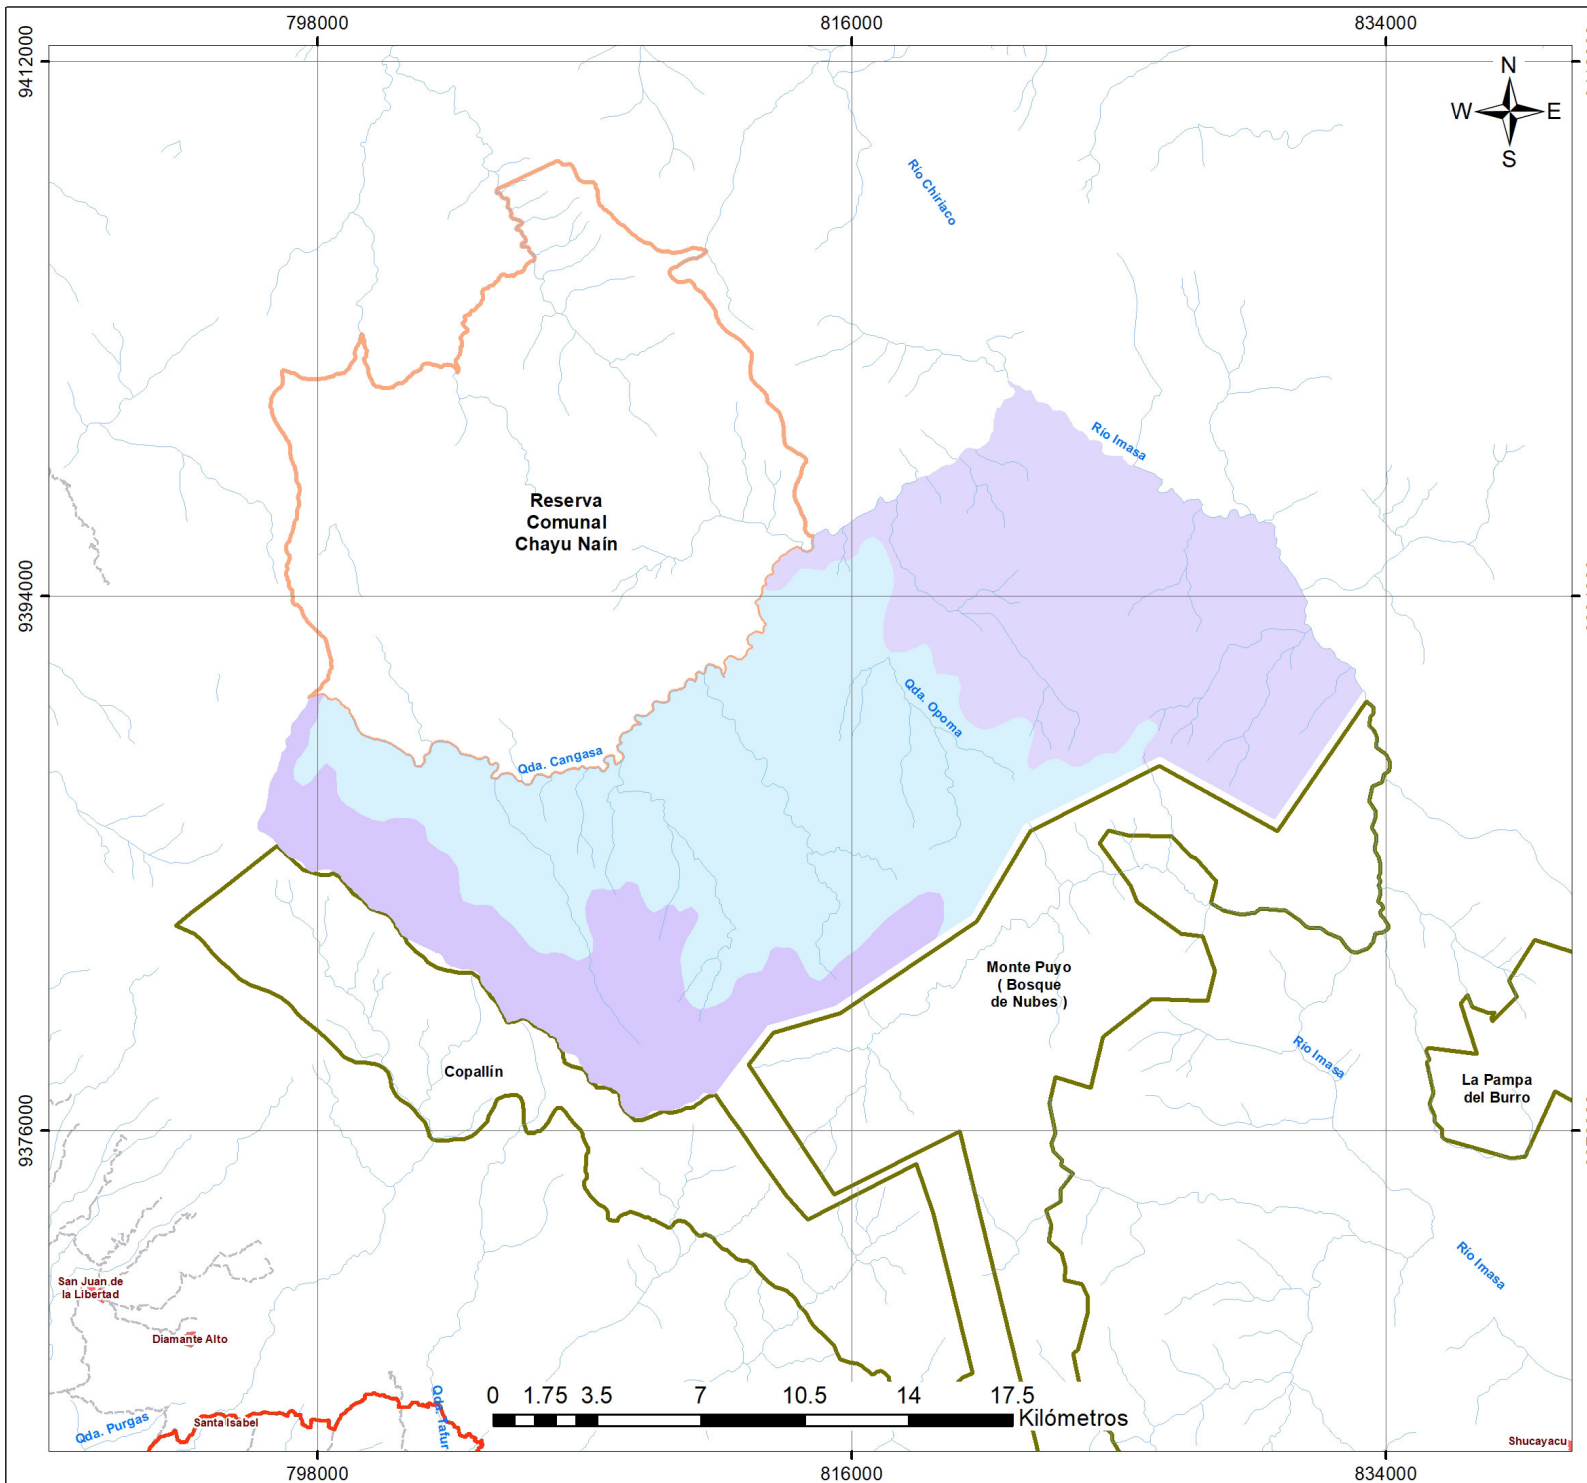 798000
816000
834000
9412000
N
W
E
S
Río Chiriaco
Río Imasa
Reserva
Comunal
Chayu Naín
9394000
Qda. Opoma
Qda. Cangasa
Monte Puyo
( Bosque
de Nubes )
Río Imasa
Copallín
La Pampa
del Burro
9376000
Río Imasa
San Juan de
la Libertad
Diamante Alto
Qda. Purgas
Santa Isabel
Qda. Tafur
0 1.75 3.5 7 10.5 14 17.5
Kilómetros
Shucayacu
798000
816000
834000